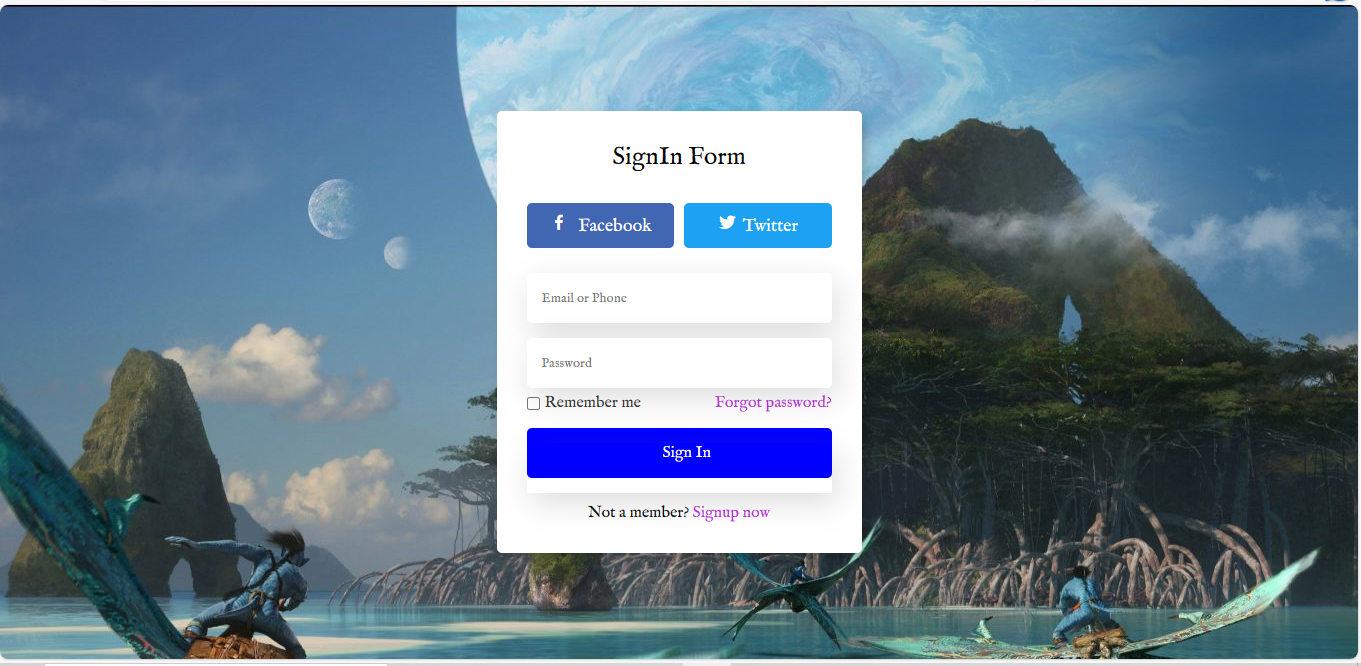 SignIn Form
Facebook Twitter
Email or Phone
Password
Remember me Forgot password?
Sign In
Not a member? Signup now